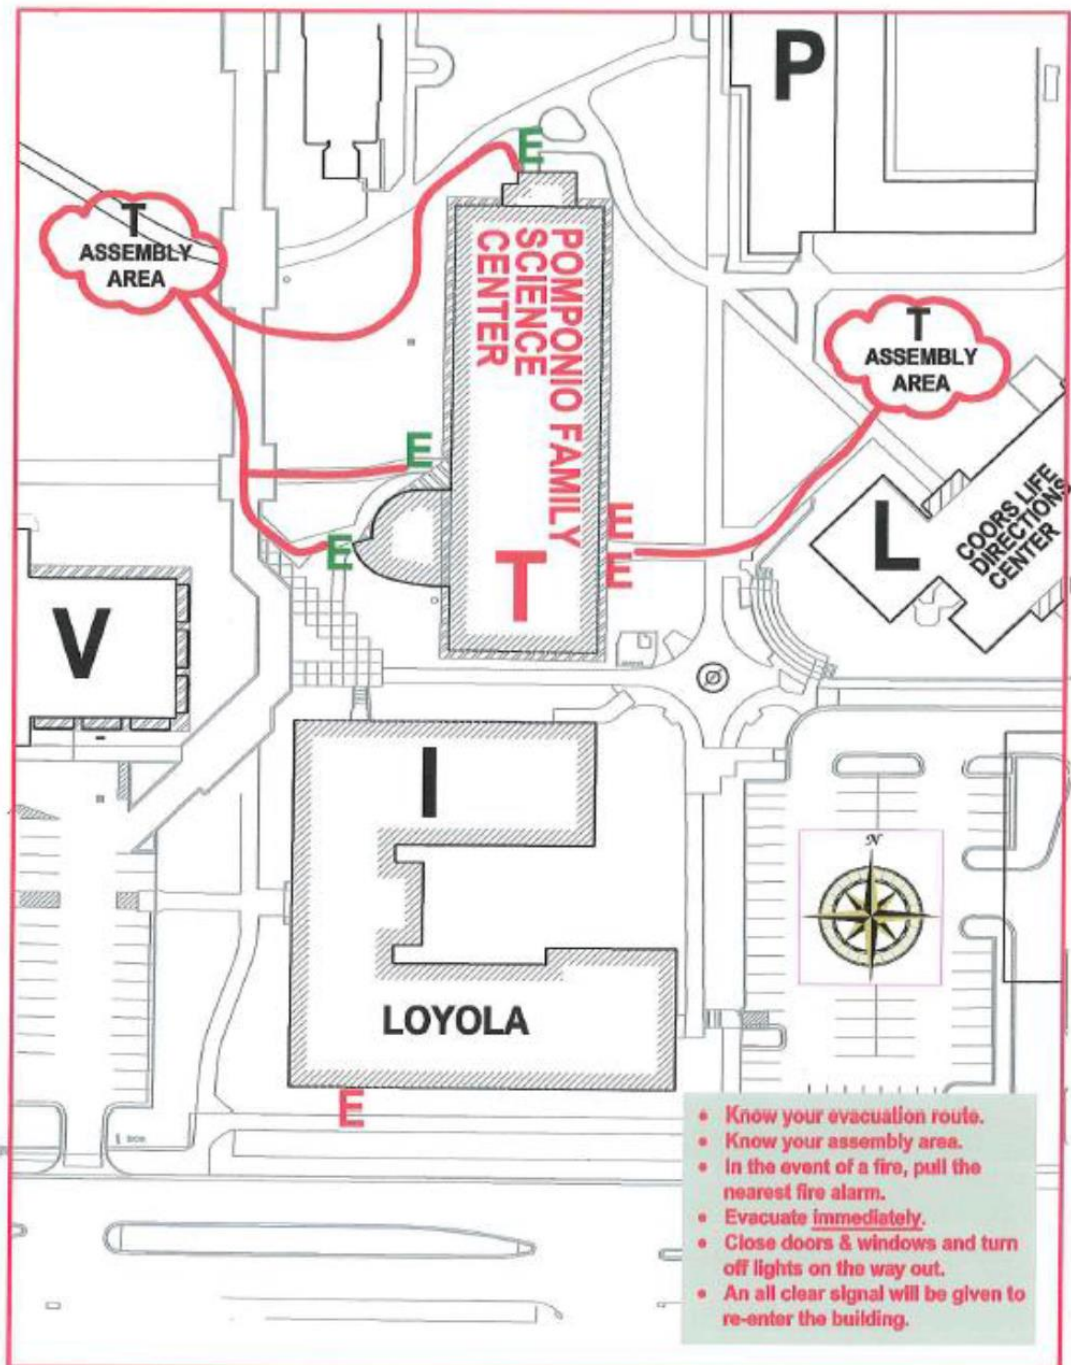 P
E
T
ASSEMBLY
AREA
POMPONIO FAMILY
SCIENCE
CENTER
T
T
ASSEMBLY
AREA
E
E
E
E
L
COORS LIFE
DIRECTIONS
CENTER
V
I
N
LOYOLA
E
• Know your evacuation route.
• Know your assembly area.
• In the event of a fire, pull the
nearest fire alarm.
• Evacuate immediately.
• Close doors & windows and turn
off lights on the way out.
• An all clear signal will be given to
re-enter the building.